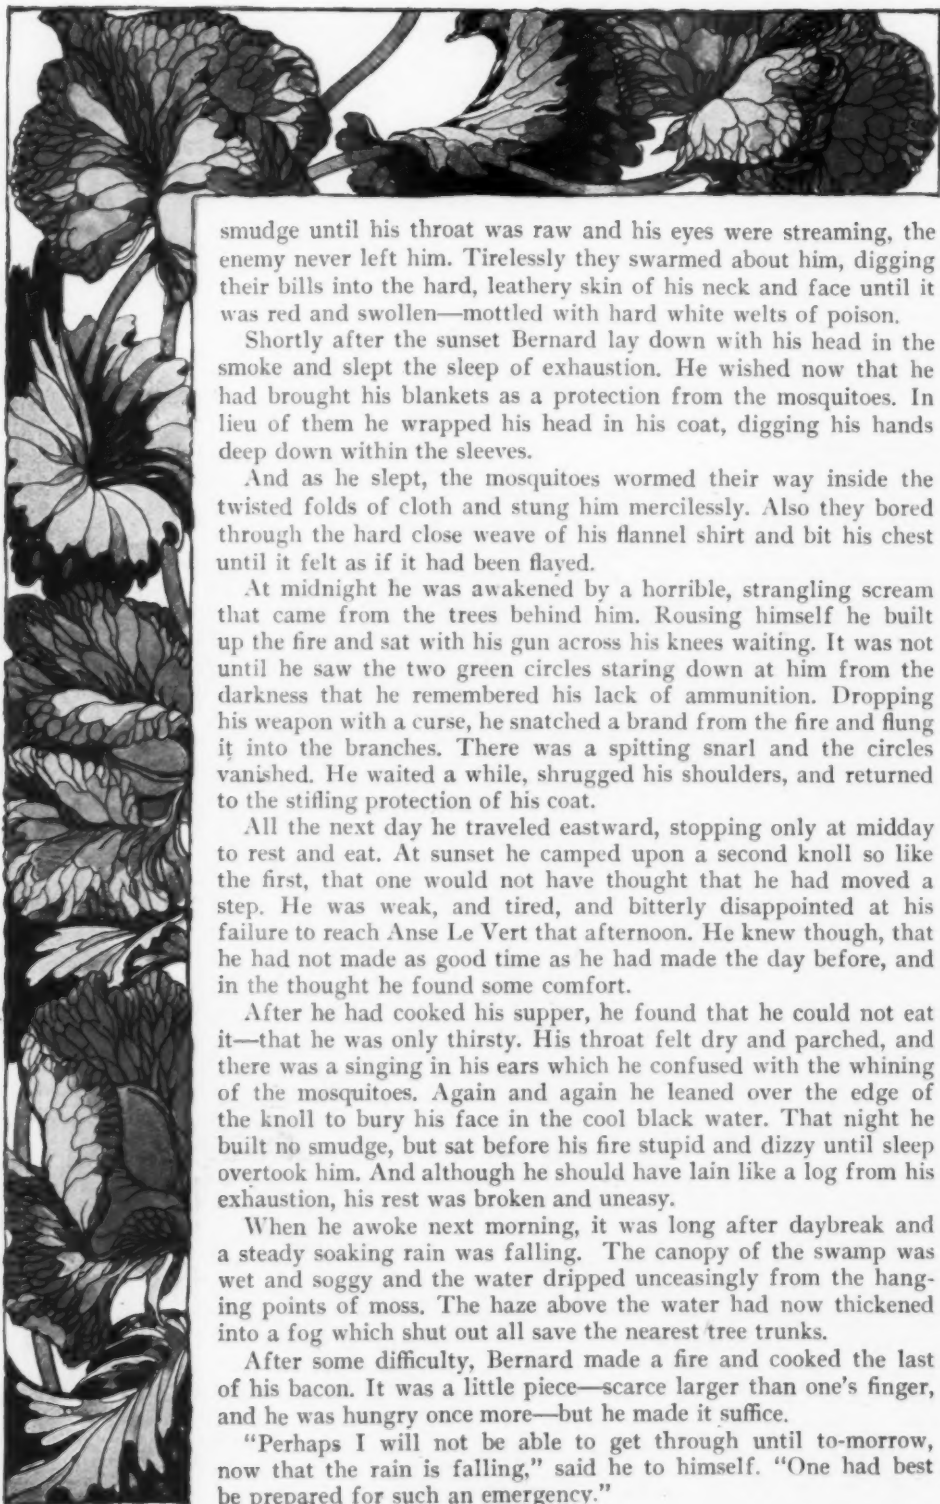 smudge until his throat was raw and his eyes were streaming, the
enemy never left him. Tirelessly they swarmed about him, digging
their bills into the hard, leathery skin of his neck and face until it
was red and swollen—mottled with hard white welts of poison.
Shortly after the sunset Bernard lay down with his head in the
smoke and slept the sleep of exhaustion. He wished now that he
had brought his blankets as a protection from the mosquitoes. In
lieu of them he wrapped his head in his coat, digging his hands
deep down within the sleeves.
And as he slept, the mosquitoes wormed their way inside the
twisted folds of cloth and stung him mercilessly. Also they bored
through the hard close weave of his flannel shirt and bit his chest
until it felt as if it had been flayed.
At midnight he was awakened by a horrible, strangling scream
that came from the trees behind him. Rousing himself he built
up the fire and sat with his gun across his knees waiting. It was not
until he saw the two green circles staring down at him from the
darkness that he remembered his lack of ammunition. Dropping
his weapon with a curse, he snatched a brand from the fire and flung
it into the branches. There was a spitting snarl and the circles
vanished. He waited a while, shrugged his shoulders, and returned
to the stifling protection of his coat.
All the next day he traveled eastward, stopping only at midday
to rest and eat. At sunset he camped upon a second knoll so like
the first, that one would not have thought that he had moved a
step. He was weak, and tired, and bitterly disappointed at his
failure to reach Anse Le Vert that afternoon. He knew though, that
he had not made as good time as he had made the day before, and
in the thought he found some comfort.
After he had cooked his supper, he found that he could not eat
it—that he was only thirsty. His throat felt dry and parched, and
there was a singing in his ears which he confused with the whining
of the mosquitoes. Again and again he leaned over the edge of
the knoll to bury his face in the cool black water. That night he
built no smudge, but sat before his fire stupid and dizzy until sleep
overtook him. And although he should have lain like a log from his
exhaustion, his rest was broken and uneasy.
When he awoke next morning, it was long after daybreak and
a steady soaking rain was falling. The canopy of the swamp was
wet and soggy and the water dripped unceasingly from the hang-
ing points of moss. The haze above the water had now thickened
into a fog which shut out all save the nearest tree trunks.
After some difficulty, Bernard made a fire and cooked the last
of his bacon. It was a little piece—scarce larger than one's finger,
and he was hungry once more—but he made it suffice.
"Perhaps I will not be able to get through until to-morrow,
now that the rain is falling," said he to himself. "One had best
be prepared for such an emergency."